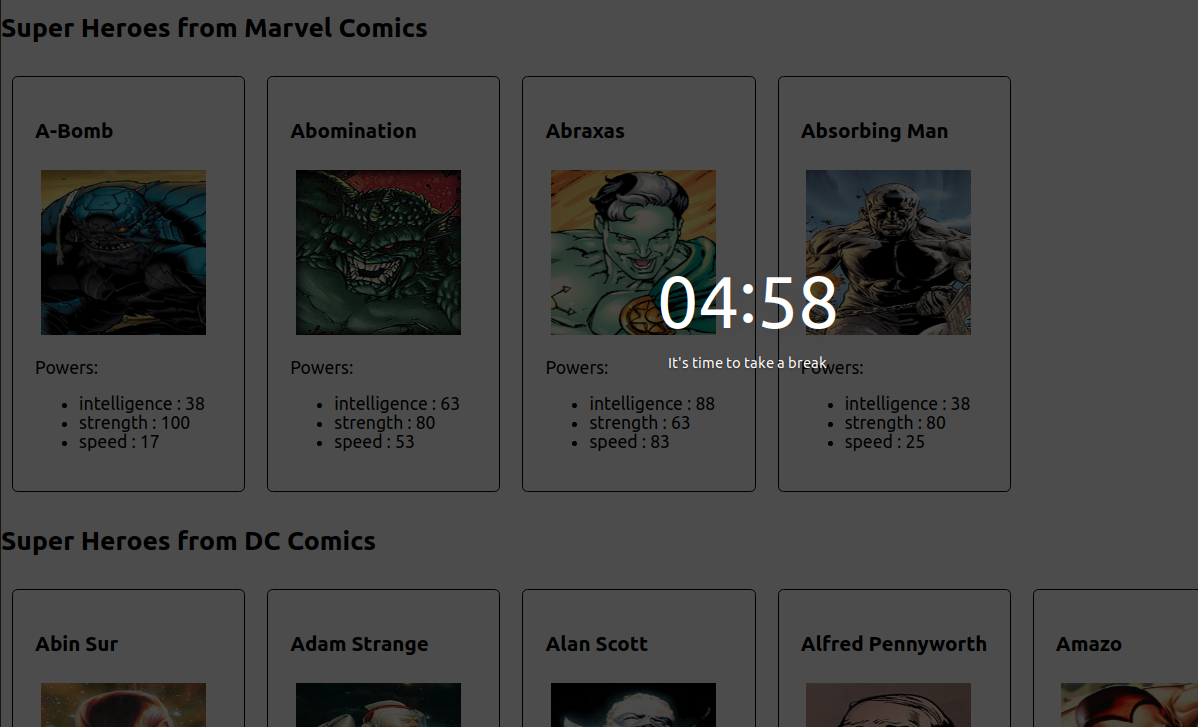 Super Heroes from Marvel Comics
A-Bomb
Abomination
Abraxas
Absorbing Man
04:58
It's time to take a break
Powers:
intelligence : 38
strength : 100
speed : 17
Powers:
intelligence : 63
strength : 80
speed : 53
Powers:
intelligence : 88
strength : 63
speed : 83
Powers:
intelligence : 38
strength : 80
speed : 25
Super Heroes from DC Comics
Abin Sur
Adam Strange
Alan Scott
Alfred Pennyworth
Amazo